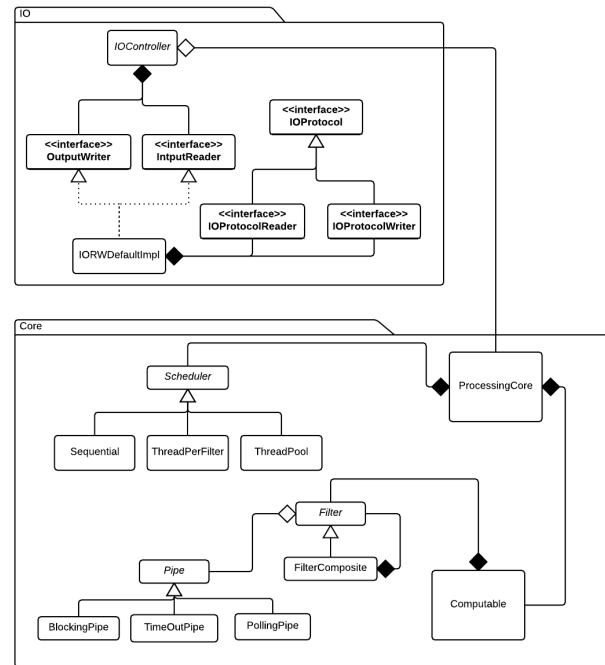 IO
IOController
<<interface>>
IOProtocol
<<interface>>
OutputWriter
<<interface>>
IntputReader
<<interface>>
IOProtocolReader
<<interface>>
IOProtocolWriter
IORWDefaultImpl
Core
Scheduler
ProcessingCore
Sequential
ThreadPerFilter
ThreadPool
Filter
FilterComposite
Pipe
Computable
BlockingPipe
TimeOutPipe
PollingPipe